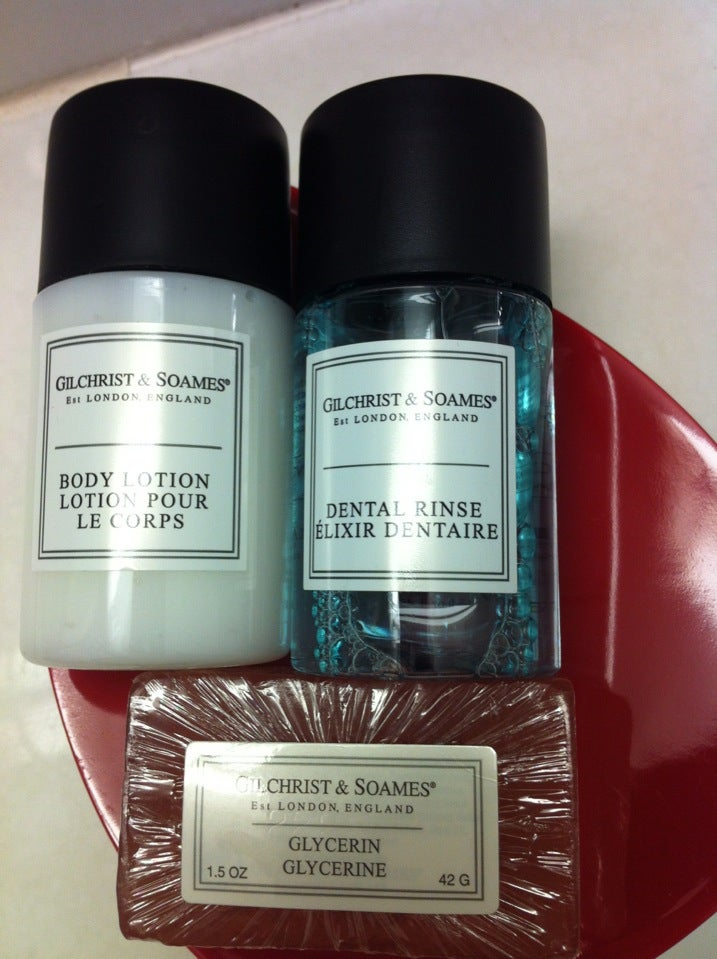 GILCHRIST & SOAMES®
Est LONDON, ENGLAND
BODY LOTION
LOTION POUR
LE CORPS
GILCHRIST & SOAMES®
Est LONDON, ENGLAND
DENTAL RINSE
ÉLIXIR DENTAIRE
GILCHRIST & SOAMES®
Est LONDON, ENGLAND
GLYCERIN
GLYCERINE
1.5 OZ 42 G